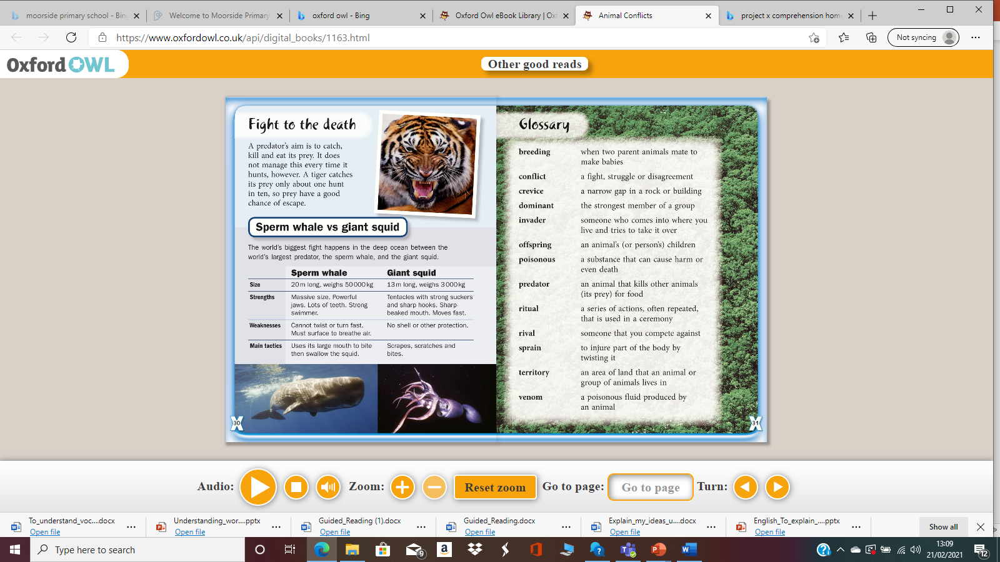 moorside primary school - Bin
Welcome to Moorside Primary
oxford owl - Bing
Oxford Owl eBook Library | Ox
Animal Conflicts
project x comprehension hom
https://www.oxfordowl.co.uk/api/digital_books/1163.html
Not syncing
Oxford OWL
Other good reads
Fight to the death
A predator's aim is to catch,
kill and eat its prey. It does
not manage this every time it
hunts, however. A tiger catches
its prey only about one hunt
in ten, so prey have a good
chance of escape.
Sperm whale vs giant squid
The world's biggest fight happens in the deep ocean between the
world's largest predator, the sperm whale, and the giant squid.
Sperm whale Giant squid
Size 20 m long, weighs 50 000 kg 13 m long, weighs 3 000 kg
Strengths Massive size. Powerful Tentacles with strong suckers
jaws. Lots of teeth. Strong and sharp hooks. Sharp-
swimmer. beaked mouth. Moves fast.
Weaknesses Cannot twist or turn fast. No shell or other protection.
Must surface to breathe air.
Main tactics Uses its large mouth to bite Scrapes, scratches and
then swallow the squid. bites.
30
Glossary
breeding when two parent animals mate to
make babies
conflict a fight, struggle or disagreement
crevice a narrow gap in a rock or building
dominant the strongest member of a group
invader someone who comes into where you
live and tries to take it over
offspring an animal's (or person's) children
poisonous a substance that can cause harm or
even death
predator an animal that kills other animals
(its prey) for food
ritual a series of actions, often repeated,
that is used in a ceremony
rival someone that you compete against
sprain to injure part of the body by
twisting it
territory an area of land that an animal or
group of animals lives in
venom a poisonous fluid produced by
an animal
31
Audio: Zoom: Reset zoom Go to page: Go to page Turn:
To_understand_voc....docx
Open file
Understanding_wor....pptx
Open file
Guided_Reading (1).docx
Open file
Guided_Reading.docx
Open file
Explain_my_ideas_u....docx
Open file
English_To_explain_....pptx
Open file
Show all
Type here to search
9
13:09
21/02/2021
12